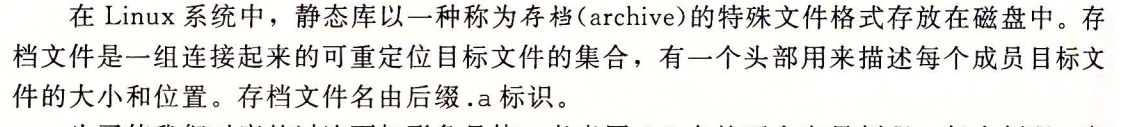 在 Linux 系统中，静态库以一种称为存档(archive)的特殊文件格式存放在磁盘中。存
档文件是一组连接起来的可重定位目标文件的集合，有一个头部用来描述每个成员目标文
件的大小和位置。存档文件名由后缀.a标识。